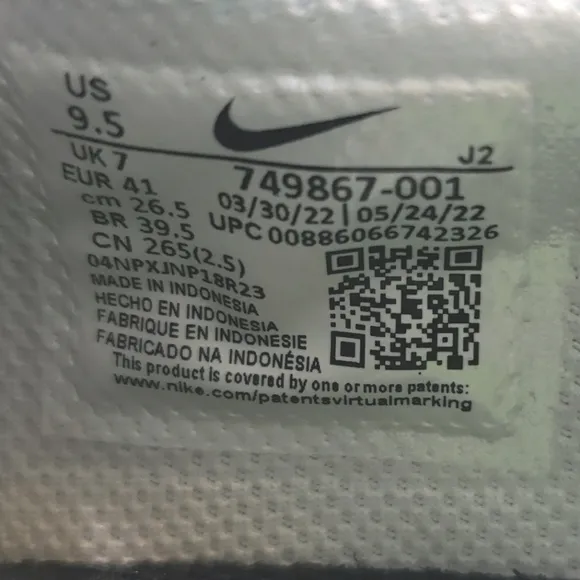 US
9.5
J2
UK 7
EUR 41
cm 26.5
BR 39.5
CN 265(2.5)
749867-001
03/30/22 | 05/24/22
UPC 00886066742326
04NPXJNP18R23
MADE IN INDONESIA
HECHO EN INDONESIA
FABRIQUE EN INDONESIE
FABRICADO NA INDONÉSIA
This product is covered by one or more patents:
www.nike.com/patentsvirtualmarking